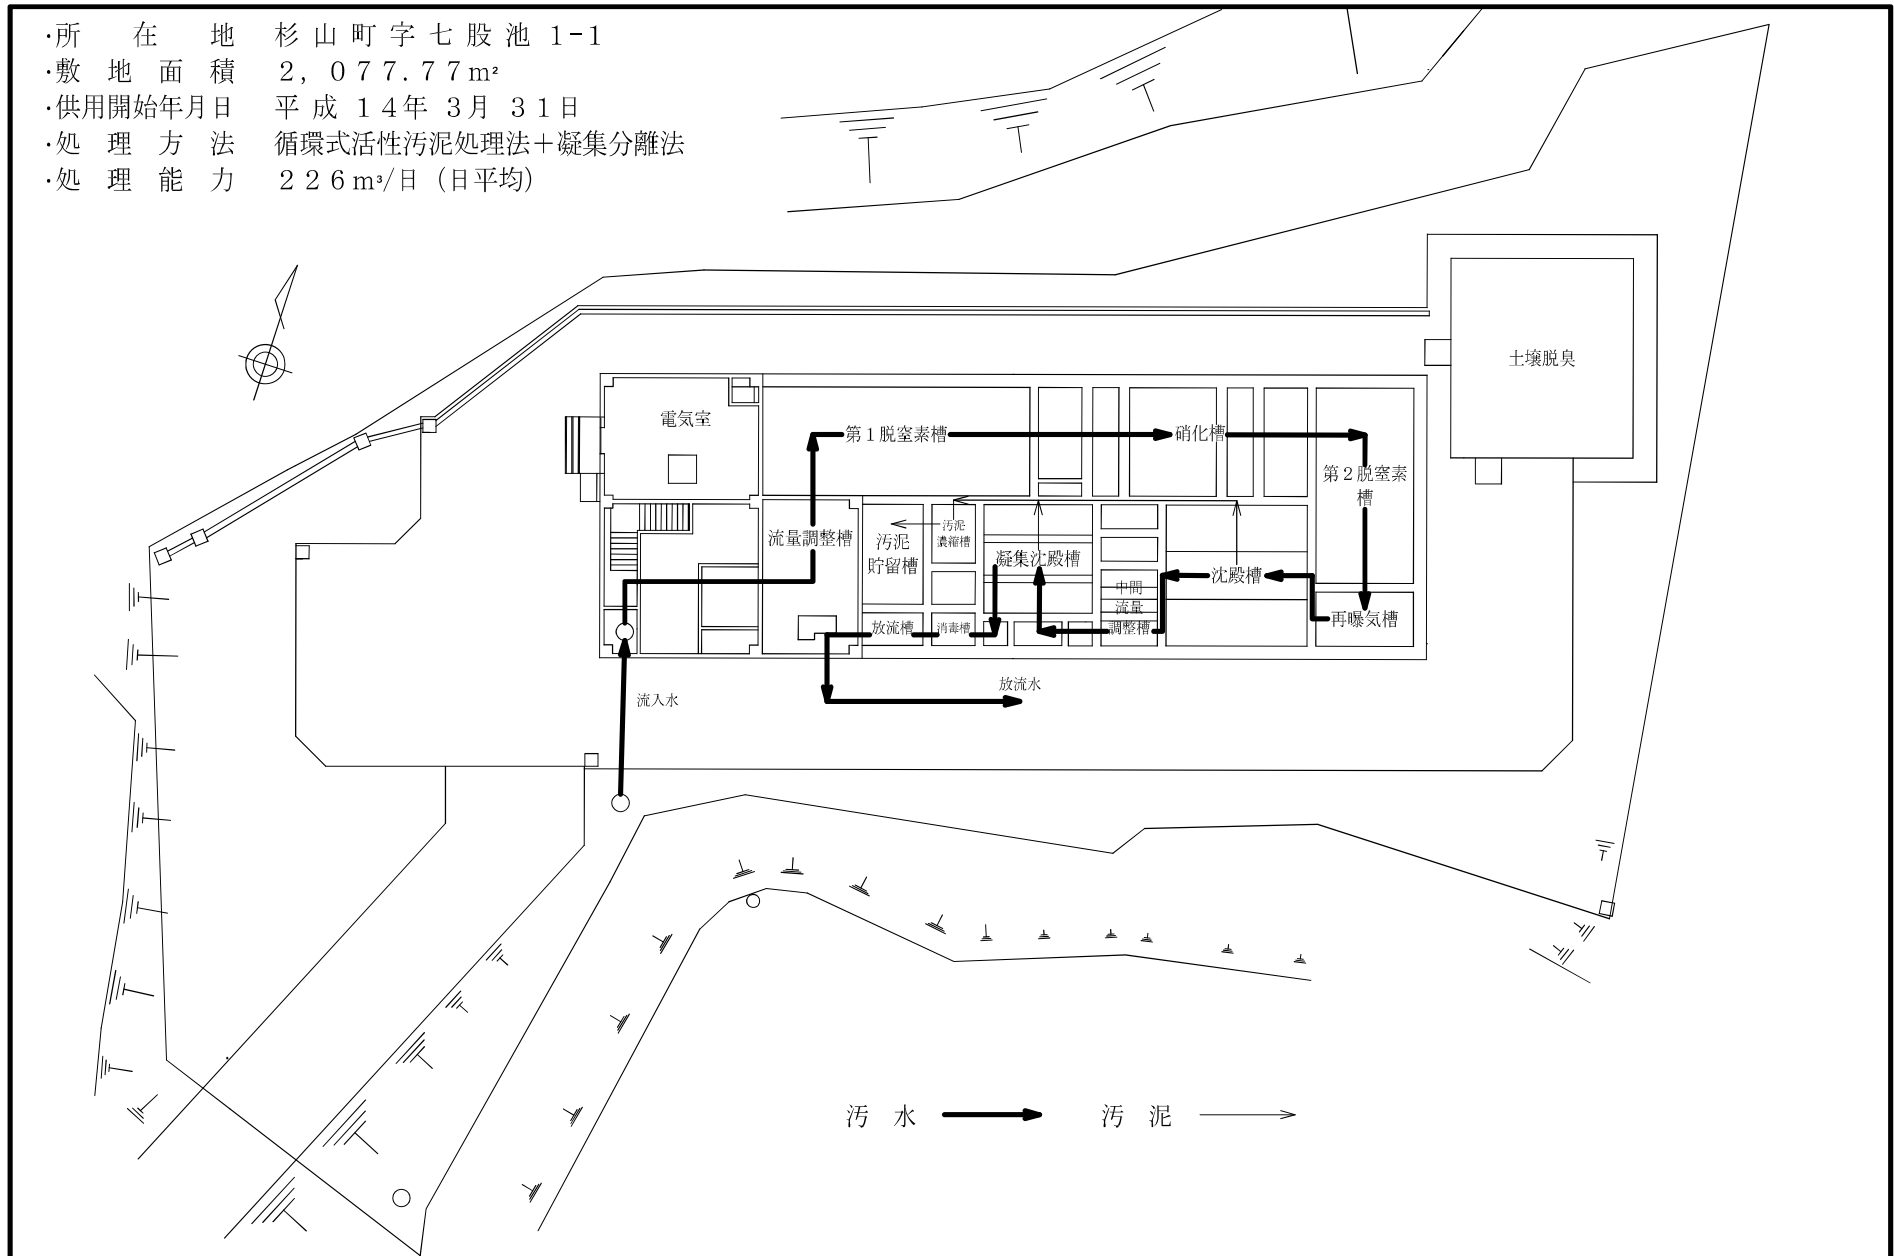 ·所 在 地 杉山町字七股池 1-1
·敷地面積 2,077.77m²
·供用開始年月日 平成 14年 3月 31日
·処理方法 循環式活性汚泥処理法＋凝集分離法
·処理能力 226m³/日 (日平均)
土壌脱臭
電気室
第1脱窒素槽
硝化槽
第2脱窒素
槽
流量調整槽
汚泥
貯留槽
汚泥
濃縮槽
凝集沈殿槽
沈殿槽
中間
流量
調整槽
再曝気槽
放流槽
消毒槽
放流水
流入水
汚水
汚泥